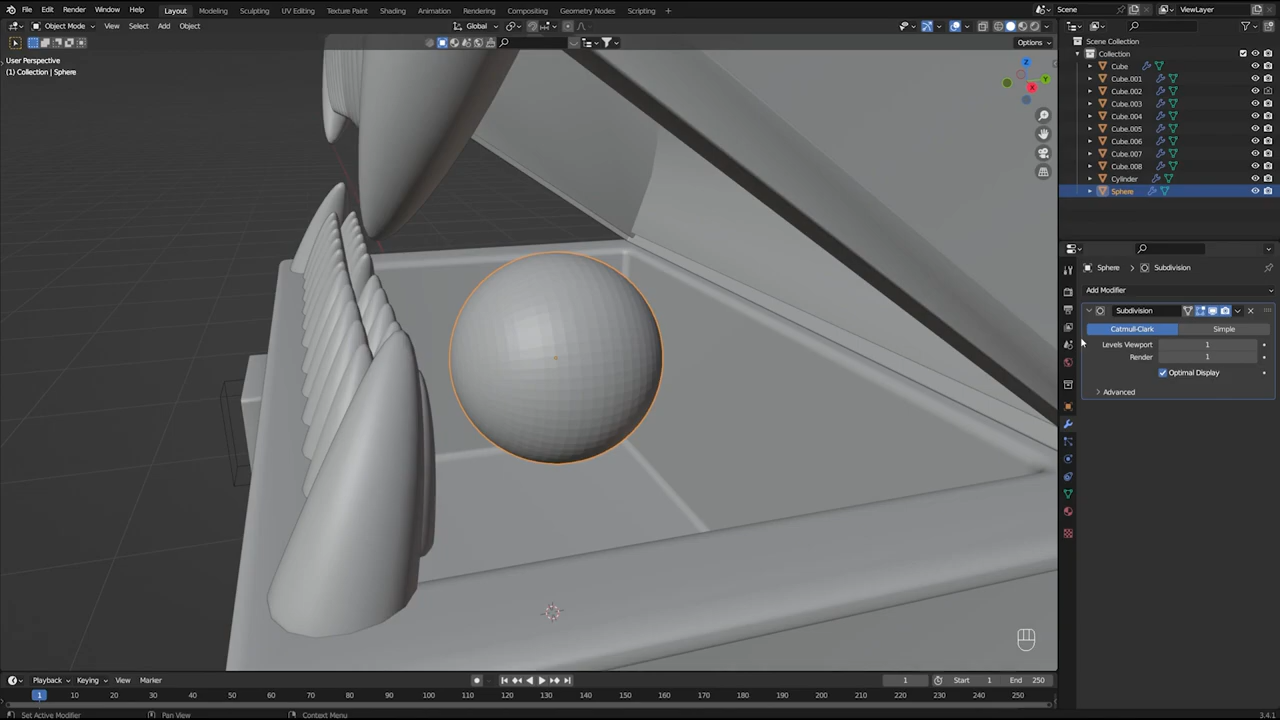 File Edit Render Window Help Layout Modeling Sculpting UV Editing Texture Paint Shading Animation Rendering Compositing Geometry Nodes Scripting + Scene ViewLayer
Object Mode View Select Add Object Global
Options
User Perspective
(1) Collection | Sphere
Z
Y
X
Scene Collection
Collection
Cube
Cube.001
Cube.002
Cube.003
Cube.004
Cube.005
Cube.006
Cube.007
Cube.008
Cylinder
Sphere
Sphere > Subdivision
Add Modifier
Subdivision
Catmull-Clark Simple
Levels Viewport 1
Render 1
Optimal Display
Advanced
Playback Keying View Marker 1 Start 1 End 250
1 10 20 30 40 50 60 70 80 90 100 110 120 130 140 150 160 170 180 190 200 210 220 230 240 250
Set Active Modifier Pan View Context Menu 3.4.1